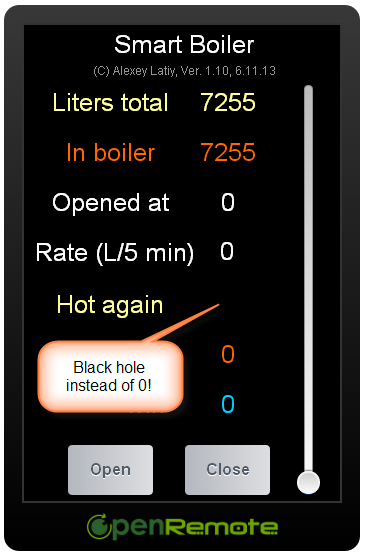 Smart Boiler
(C) Alexey Latiy, Ver. 1.10, 6.11.13
Liters total 7255
In boiler 7255
Opened at 0
Rate (L/5 min) 0
Hot again
0
Black hole
instead of 0!
0
Open Close
OpenRemote